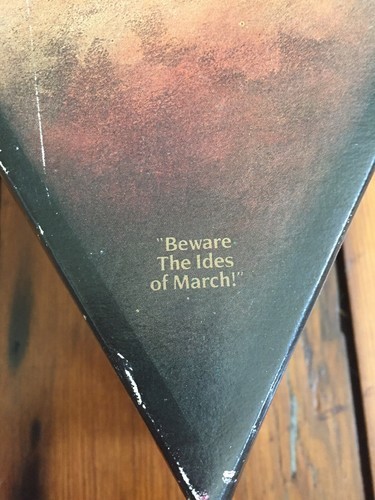 "Beware
The Ides
of March!"